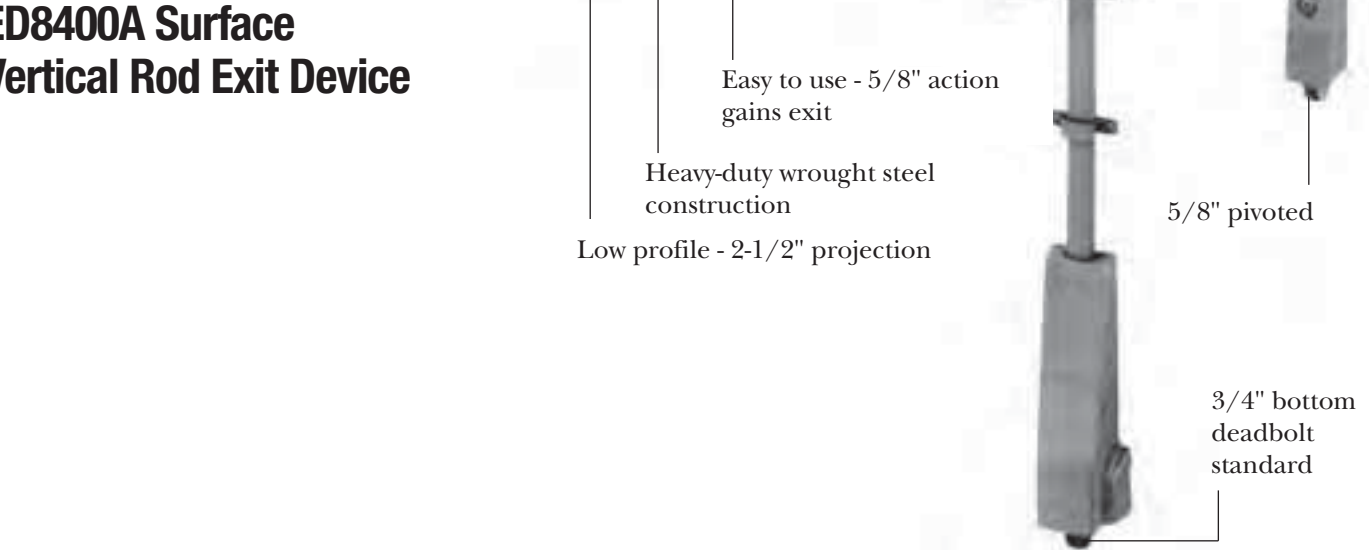 ED8400A Surface
Vertical Rod Exit Device
Easy to use - 5/8" action
gains exit
Heavy-duty wrought steel
construction
Low profile - 2-1/2" projection
5/8" pivoted
3/4" bottom
deadbolt
standard